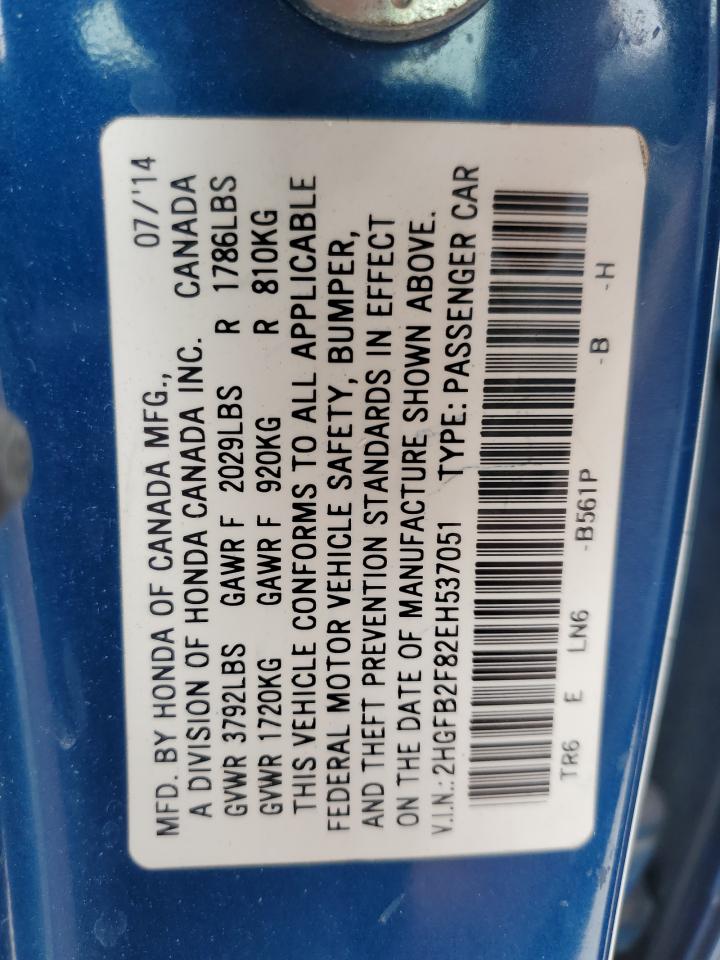 07/'14
MFD. BY HONDA OF CANADA MFG.,
A DIVISION OF HONDA CANADA INC. CANADA
GVWR 3792LBS GAWR F 2029LBS R 1786LBS
GVWR 1720KG GAWR F 920KG R 810KG
THIS VEHICLE CONFORMS TO ALL APPLICABLE
FEDERAL MOTOR VEHICLE SAFETY, BUMPER,
AND THEFT PREVENTION STANDARDS IN EFFECT
ON THE DATE OF MANUFACTURE SHOWN ABOVE.
V.I.N.: 2HGFB2F82EH537051 TYPE: PASSENGER CAR
TR6 E LN6 -B561P -B -H